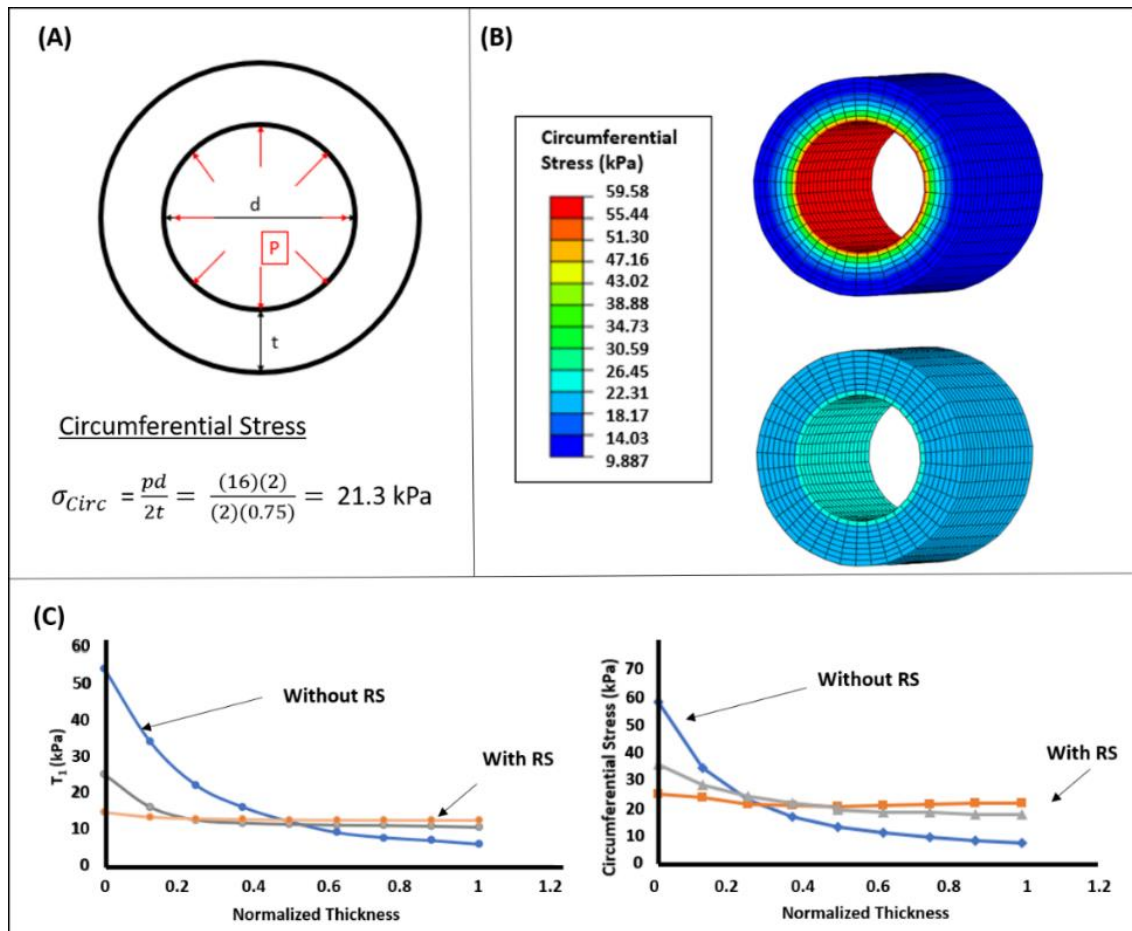 (A)
d
P
t
Circumferential Stress
σ_Circ = pd/2t = (16)(2)/(2)(0.75) = 21.3 kPa
(B)
Circumferential
Stress (kPa)
59.58
55.44
51.30
47.16
43.02
38.88
34.73
30.59
26.45
22.31
18.17
14.03
9.887
(C)
60
50
40
30
20
10
0
T₁ (kPa)
Without RS
With RS
0 0.2 0.4 0.6 0.8 1 1.2
Normalized Thickness
70
60
50
40
30
20
10
0
Circumferential Stress (kPa)
Without RS
With RS
0 0.2 0.4 0.6 0.8 1 1.2
Normalized Thickness